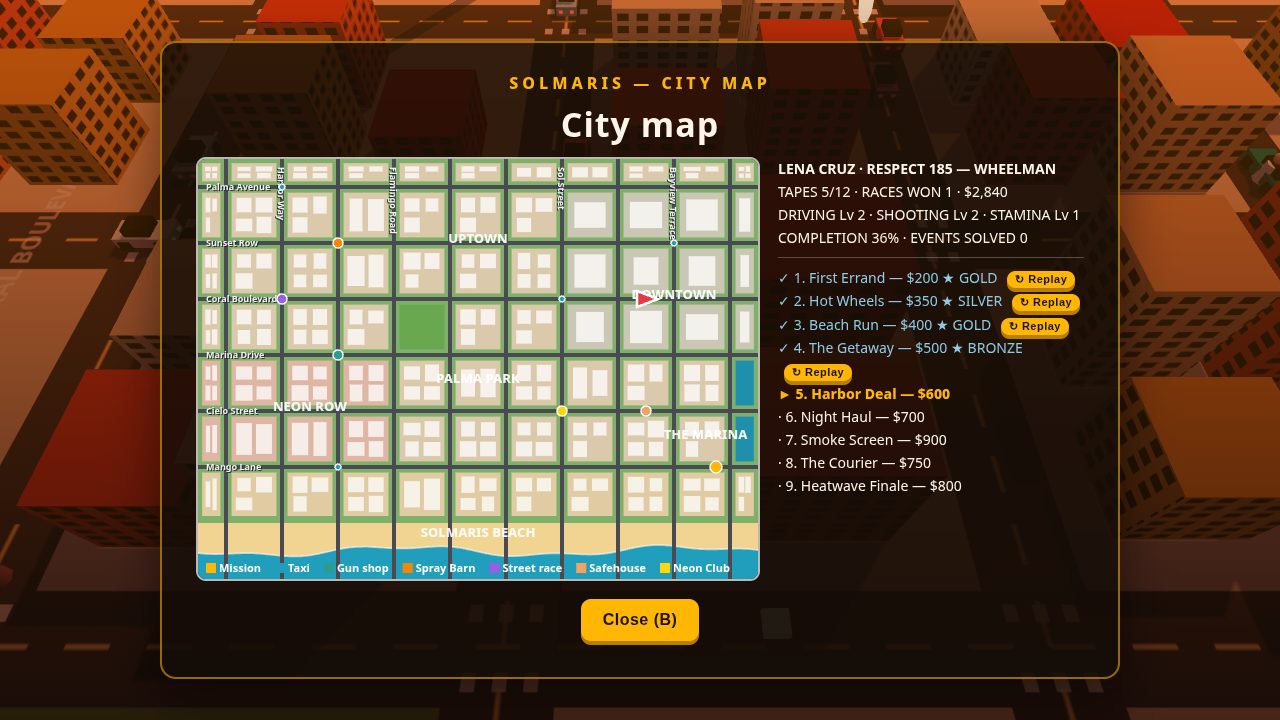 SOLMARIS — CITY MAP
City map
Palma Avenue
Sunset Row
Coral Boulevard
Marina Drive
Cielo Street
Mango Lane
Flamingo Road
Sol Street
Bayview Terrace
UPTOWN
DOWNTOWN
PALMA PARK
NEON ROW
THE MARINA
SOLMARIS BEACH
Mission
Taxi
Gun shop
Spray Barn
Street race
Safehouse
Neon Club
LENA CRUZ · RESPECT 185 — WHEELMAN
TAPES 5/12 · RACES WON 1 · $2,840
DRIVING Lv 2 · SHOOTING Lv 2 · STAMINA Lv 1
COMPLETION 36% · EVENTS SOLVED 0
✓ 1. First Errand — $200 ★ GOLD ↻ Replay
✓ 2. Hot Wheels — $350 ★ SILVER ↻ Replay
✓ 3. Beach Run — $400 ★ GOLD ↻ Replay
✓ 4. The Getaway — $500 ★ BRONZE
↻ Replay
► 5. Harbor Deal — $600
· 6. Night Haul — $700
· 7. Smoke Screen — $900
· 8. The Courier — $750
· 9. Heatwave Finale — $800
Close (B)